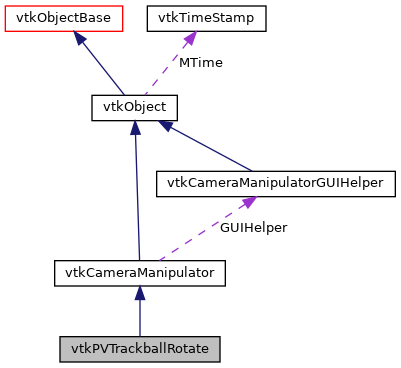 vtkObjectBase
vtkTimeStamp
MTime
vtkObject
vtkCameraManipulatorGUIHelper
GUIHelper
vtkCameraManipulator
vtkPVTrackballRotate